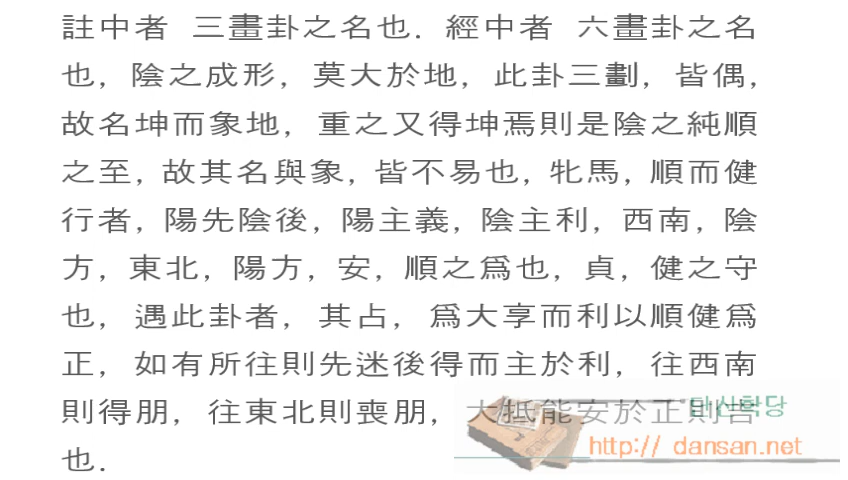 註中者 三畫卦之名也. 經中者 六畫卦之名
也, 陰之成形, 莫大於地, 此卦三劃, 皆偶,
故名坤而象地, 重之又得坤焉則是陰之純順
之至, 故其名與象, 皆不易也, 牝馬, 順而健
行者, 陽先陰後, 陽主義, 陰主利, 西南, 陰
方, 東北, 陽方, 安, 順之爲也, 貞, 健之守
也, 遇此卦者, 其占, 爲大享而利以順健爲
正, 如有所往則先迷後得而主於利, 往西南
則得朋, 往東北則喪朋, 大抵能安於正則吉
也.
단산학당
http:// dansan.net